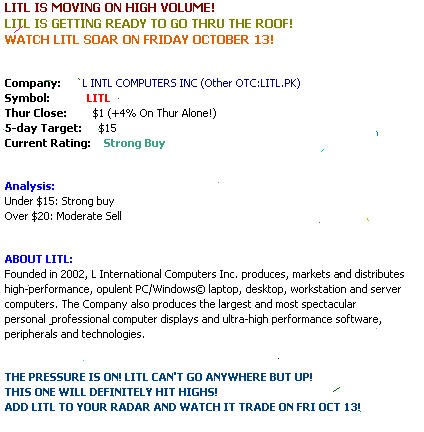 LITL IS MOVING ON HIGH VOLUME!
LITL IS GETTING READY TO GO THRU THE ROOF!
WATCH LITL SOAR ON FRIDAY OCTOBER 13!
Company: `L INTL COMPUTERS INC (Other OTC:LITL.PK)
Symbol: LITL
Thur Close: $1 (+4% On Thur Alone!)
5-day Target: $15
Current Rating: Strong Buy
Analysis:
Under $15: Strong buy
Over $20: Moderate Sell
ABOUT LITL:
Founded in 2002, L International Computers Inc. produces, markets and distributes
high-performance, opulent PC/Windows© laptop, desktop, workstation and server
computers. The Company also produces the largest and most spectacular
personal professional computer displays and ultra-high performance software,
peripherals and technologies.
THE PRESSURE IS ON! LITL CAN'T GO ANYWHERE BUT UP!
THIS ONE WILL DEFINITELY HIT HIGHS!
ADD LITL TO YOUR RADAR AND WATCH IT TRADE ON FRI OCT 13!